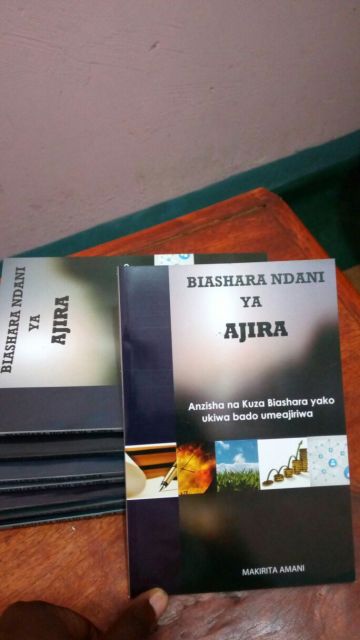 BIASHARA NDANI
YA
AJIRA
BIASHARA NDANI
YA
AJIRA
Anzisha na Kuza Biashara yako
ukiwa bado umeajiriwa
MAKIRITA AMANI